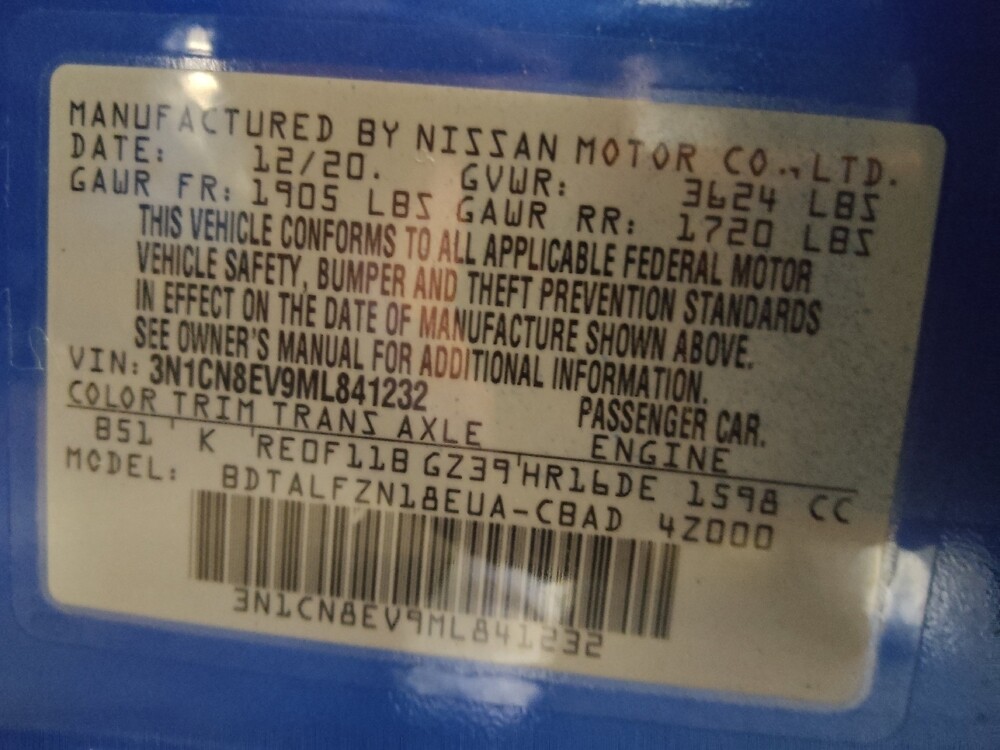 MANUFACTURED BY NISSAN MOTOR CO.,LTD.
DATE: 12/20. GVWR: 3624 LBS
GAWR FR: 1905 LBS GAWR RR: 1720 LBS
THIS VEHICLE CONFORMS TO ALL APPLICABLE FEDERAL MOTOR
VEHICLE SAFETY, BUMPER AND THEFT PREVENTION STANDARDS
IN EFFECT ON THE DATE OF MANUFACTURE SHOWN ABOVE.
SEE OWNER'S MANUAL FOR ADDITIONAL INFORMATION.
VIN: 3N1CN8EV9ML841232 PASSENGER CAR.
COLOR TRIM TRANS AXLE ENGINE
B51 K RE0F11B GZ39 HR16DE 1598 CC
MODEL: BDTALFZN18EUA-CBAD 4Z000
3N1CN8EV9ML841232